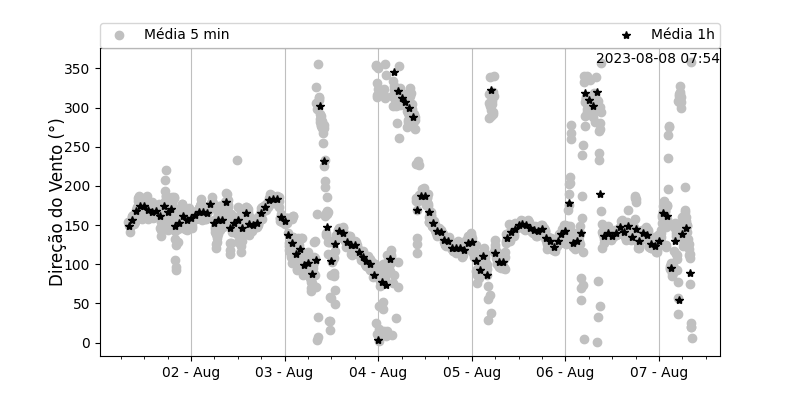 Média 5 min
Média 1h
2023-08-08 07:54
Direção do Vento (°)
350
300
250
200
150
100
50
0
02 - Aug
03 - Aug
04 - Aug
05 - Aug
06 - Aug
07 - Aug